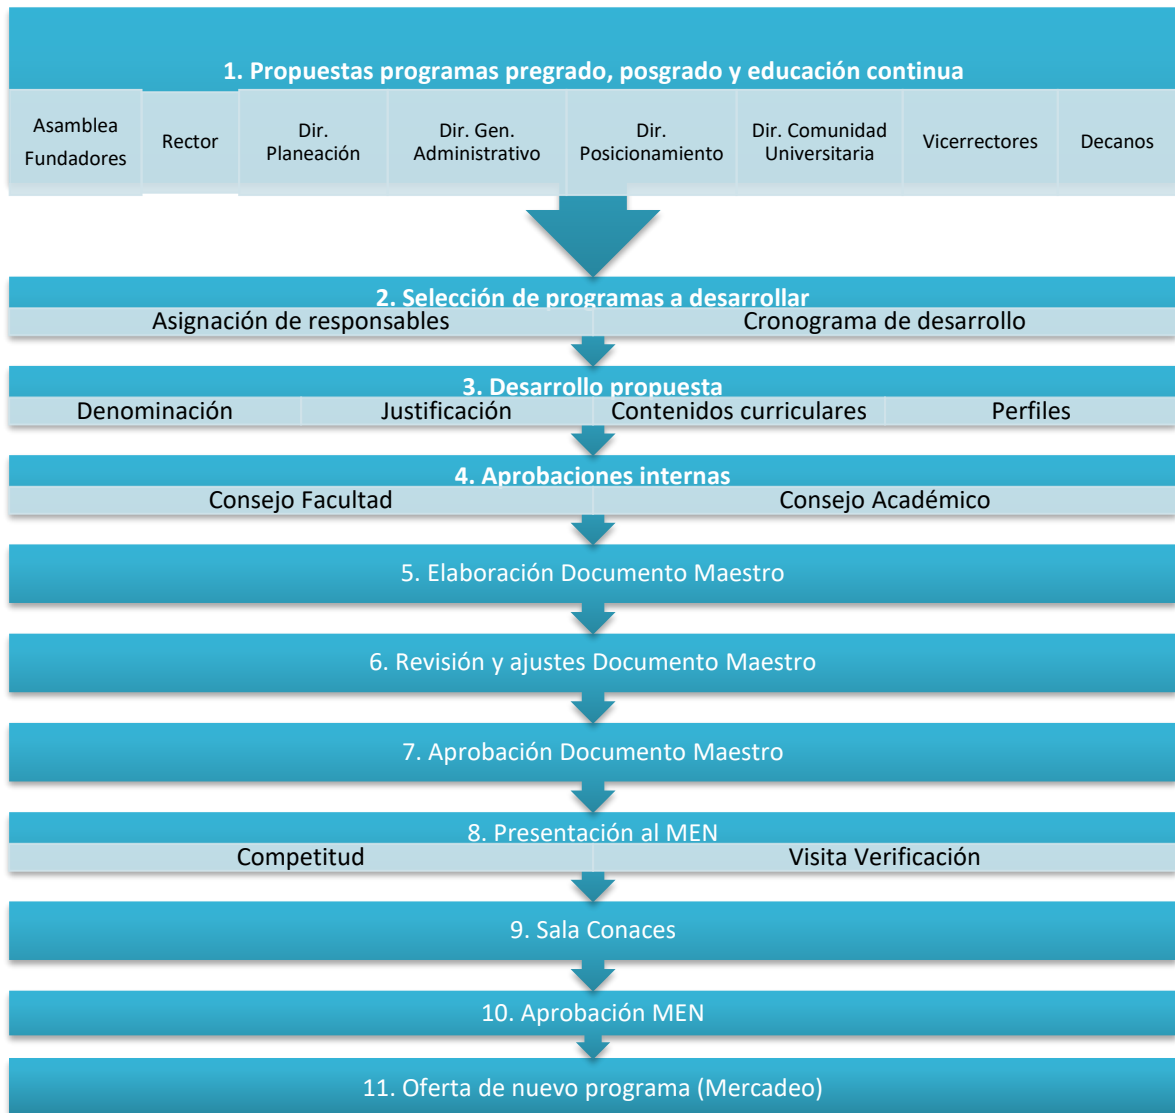 1. Propuestas programas pregrado, posgrado y educación continua
Asamblea
Fundadores
Rector
Dir.
Planeación
Dir. Gen.
Administrativo
Dir.
Posicionamiento
Dir. Comunidad
Universitaria
Vicerrectores
Decanos
2. Selección de programas a desarrollar
Asignación de responsables
Cronograma de desarrollo
3. Desarrollo propuesta
Denominación
Justificación
Contenidos curriculares
Perfiles
4. Aprobaciones internas
Consejo Facultad
Consejo Académico
5. Elaboración Documento Maestro
6. Revisión y ajustes Documento Maestro
7. Aprobación Documento Maestro
8. Presentación al MEN
Competitud
Visita Verificación
9. Sala Conaces
10. Aprobación MEN
11. Oferta de nuevo programa (Mercadeo)